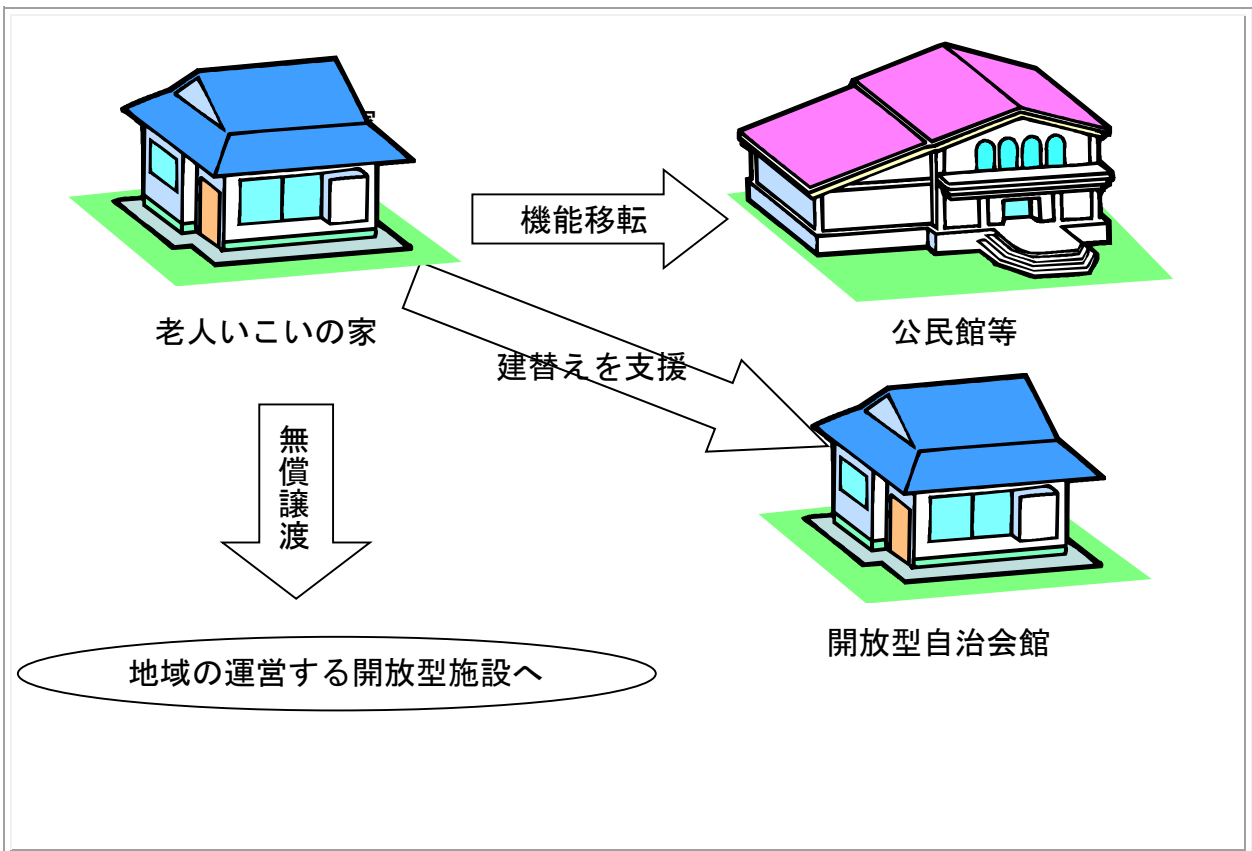 機能移転
老人いこいの家
公民館等
建替えを支援
無償譲渡
開放型自治会館
地域の運営する開放型施設へ